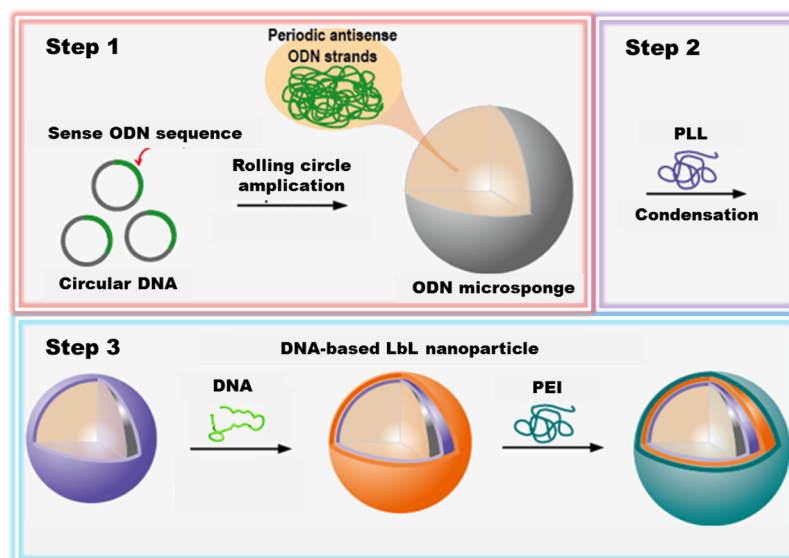 Step 1
Periodic antisense
ODN strands
Sense ODN sequence
Rolling circle
amplication
Circular DNA
ODN microsponge
Step 2
PLL
Condensation
Step 3
DNA-based LbL nanoparticle
DNA
PEI